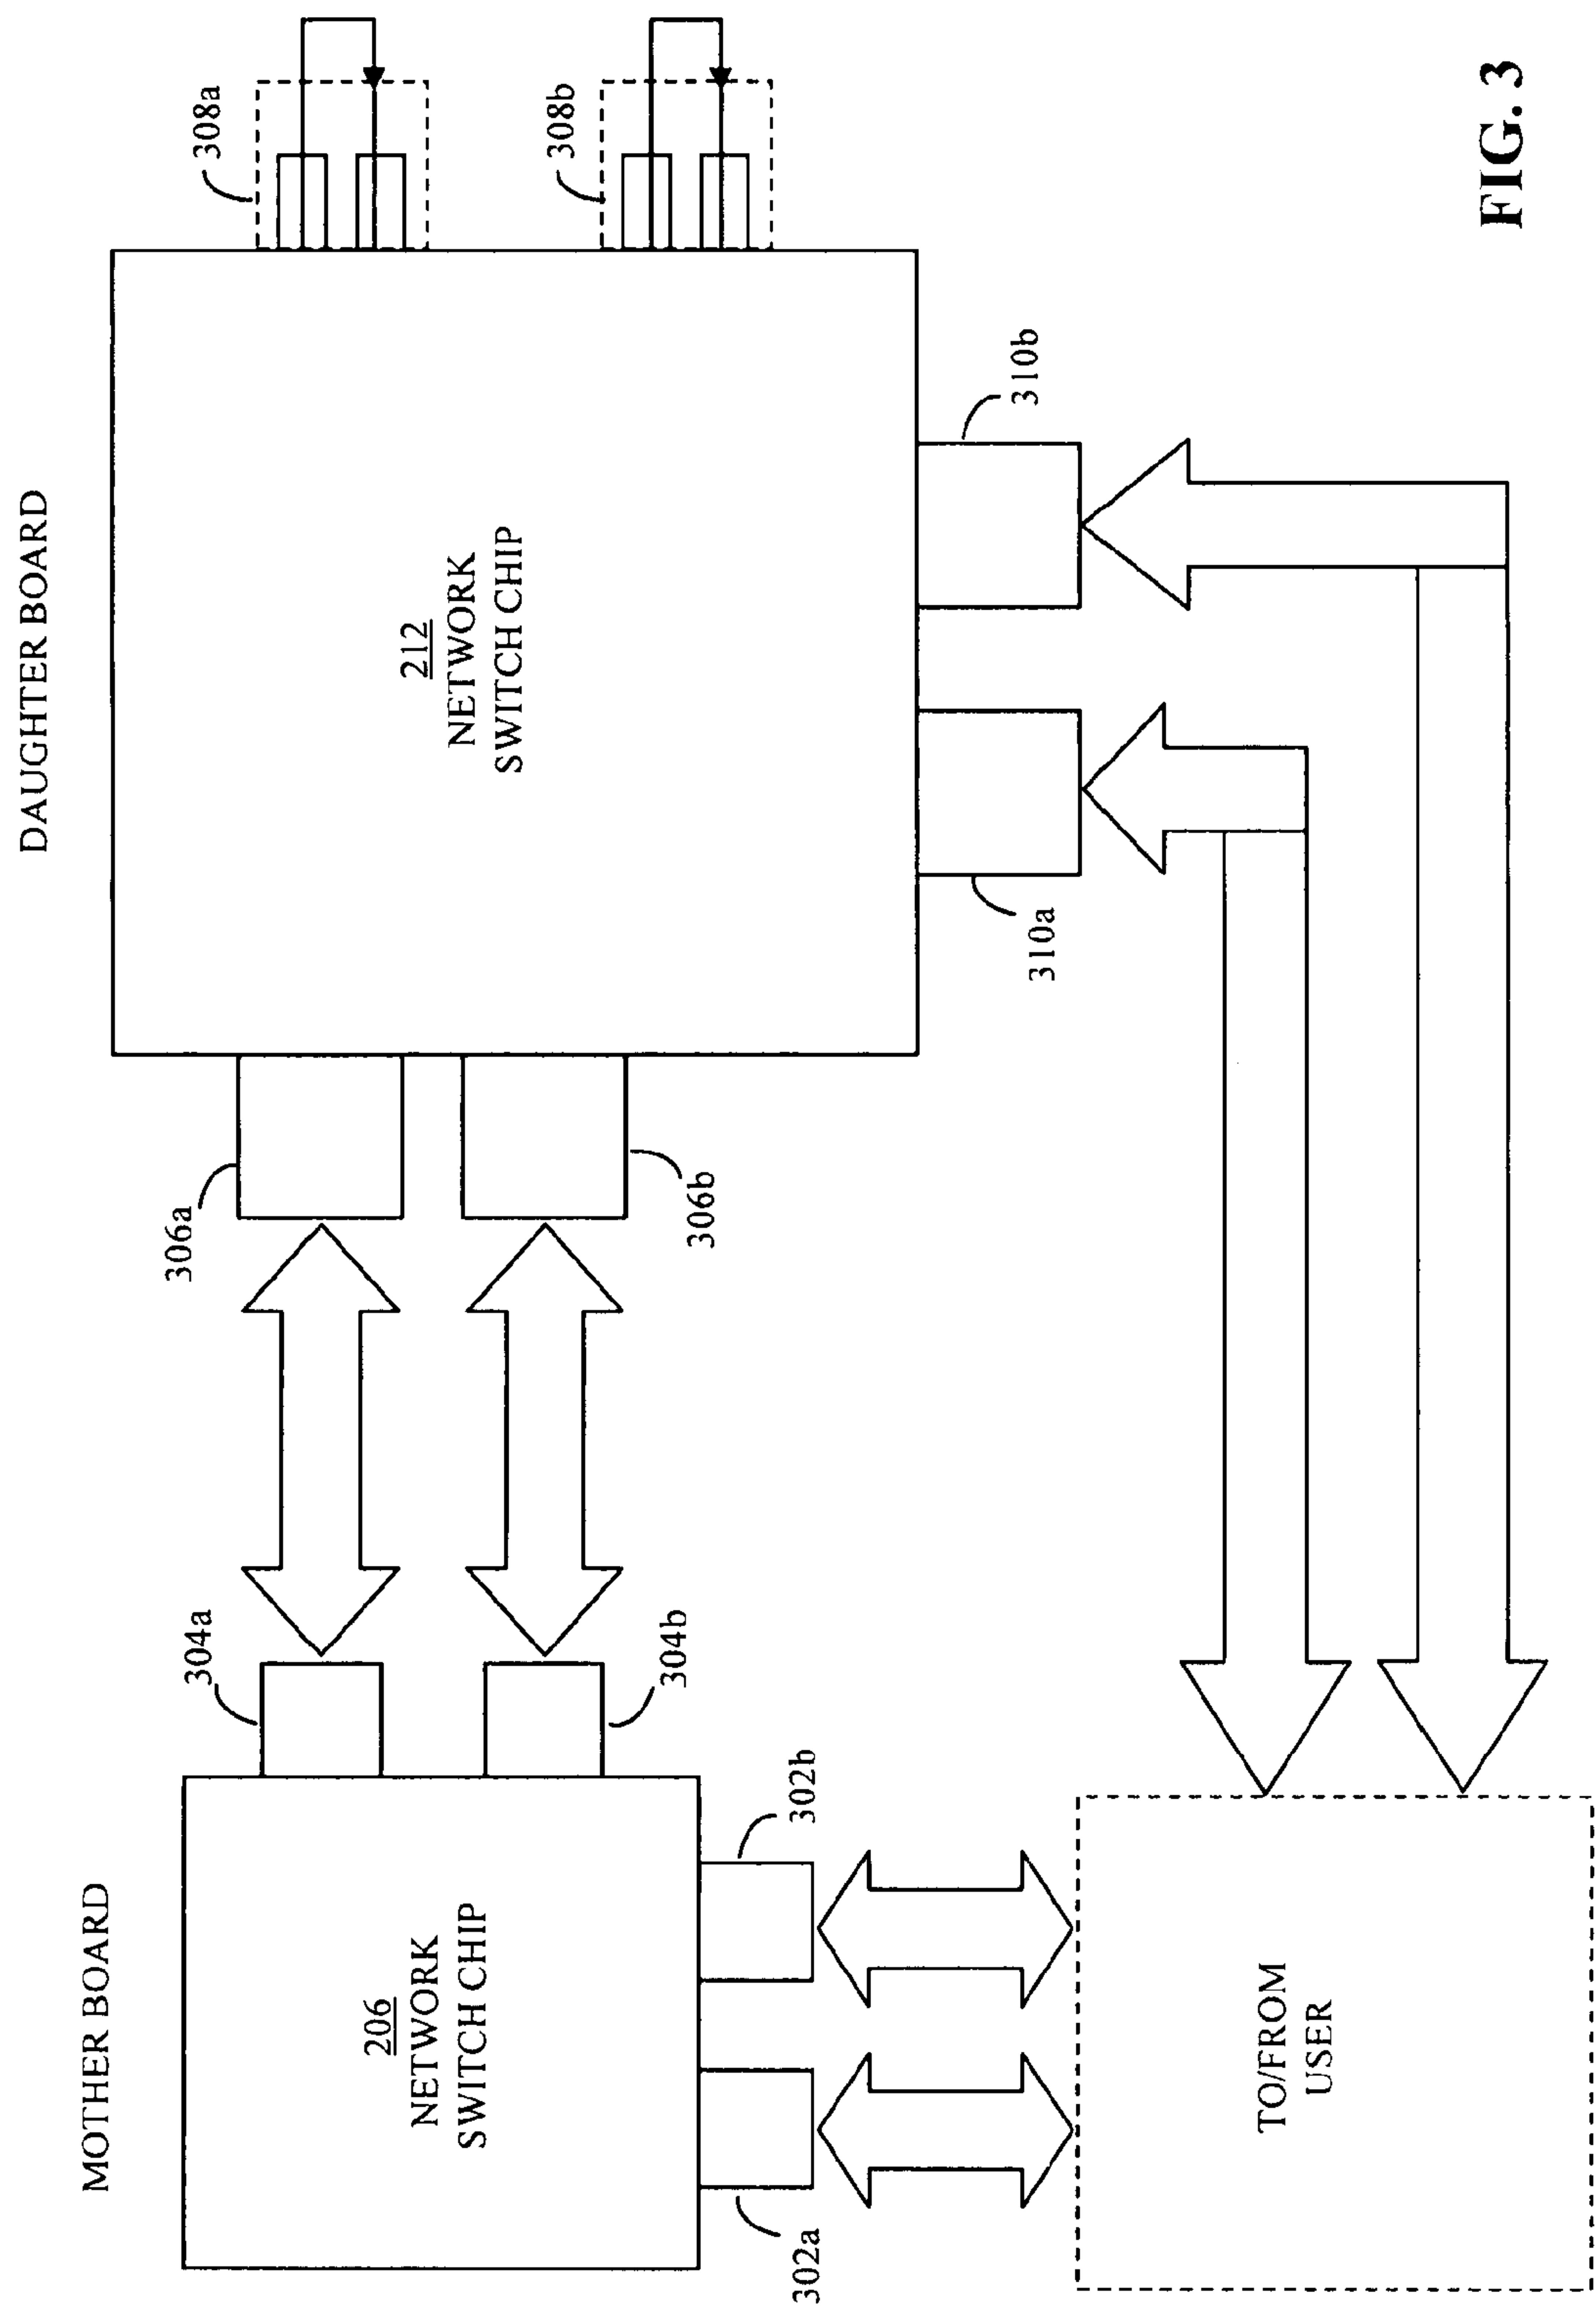 MOTHER BOARD
DAUGHTER BOARD
206
NETWORK
SWITCH CHIP
304a
304b
302a
302b
306a
306b
212
NETWORK
SWITCH CHIP
308a
308b
310a
310b
TO/FROM
USER
FIG. 3